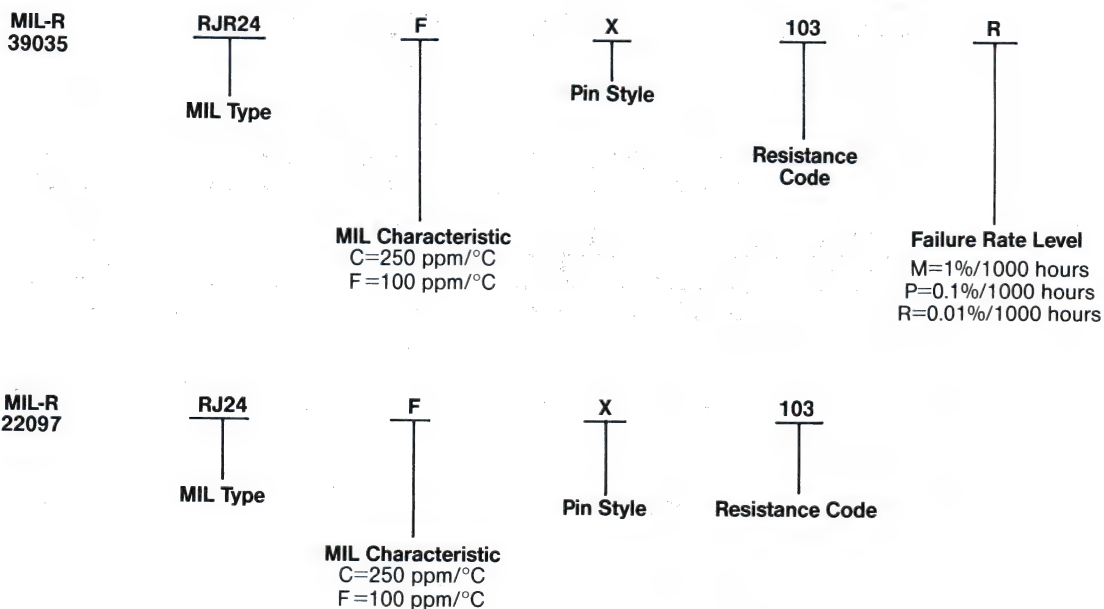 MIL-R
39035
RJR24
F
X
103
R
MIL Type
Pin Style
Resistance
Code
MIL Characteristic
C=250 ppm/°C
F=100 ppm/°C
Failure Rate Level
M=1%/1000 hours
P=0.1%/1000 hours
R=0.01%/1000 hours
MIL-R
22097
RJ24
F
X
103
MIL Type
Pin Style
Resistance Code
MIL Characteristic
C=250 ppm/°C
F=100 ppm/°C